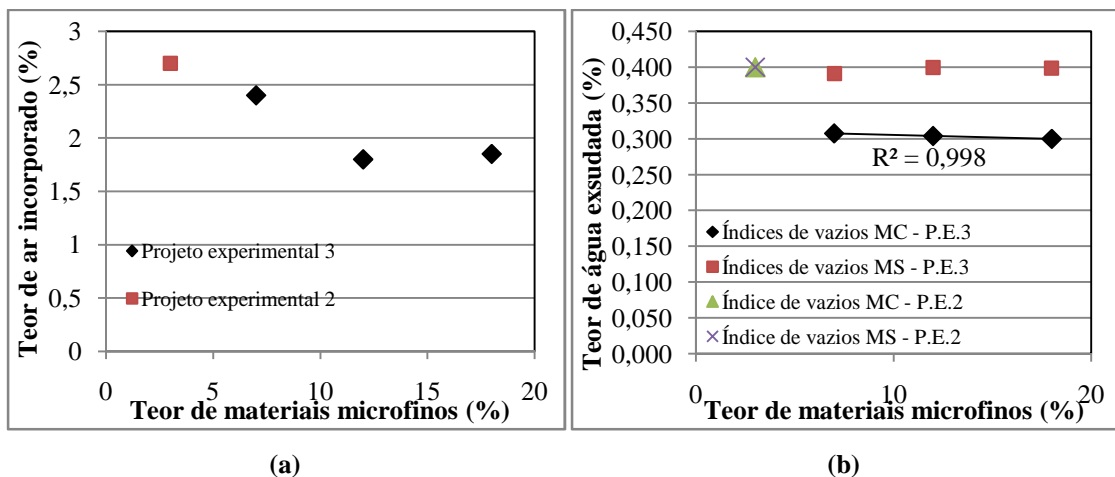 Teor de ar incorporado (%)
3
2,5
2
1,5
1
0,5
0
0
5
10
15
20
Teor de materiais microfinos (%)
Projeto experimental 3
Projeto experimental 2
(a)
Teor de água exsudada (%)
0,450
0,400
0,350
0,300
0,250
0,200
0,150
0,100
0,050
0,000
0
10
20
Teor de materiais microfinos (%)
R² = 0,998
Índices de vazios MC - P.E.3
Índices de vazios MS - P.E.3
Índice de vazios MC - P.E.2
Índice de vazios MS - P.E.2
(b)